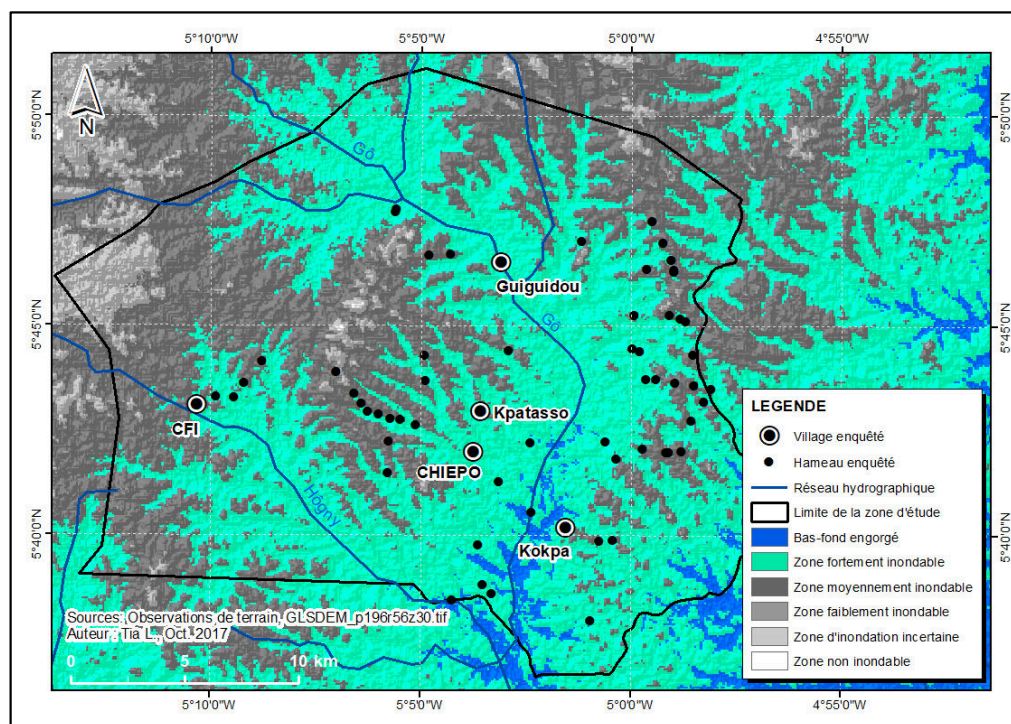 5°10'0"W 5°5'0"W 5°0'0"W 4°55'0"W
N
5°50'0"N
5°50'0"N
Gô
Guiguidou
Gô
5°45'0"N
5°45'0"N
CFI
Kpatasso
CHIEPO
Hôgny
Kokpa
5°40'0"N
5°40'0"N
LEGENDE
Village enquêté
Hameau enquêté
Réseau hydrographique
Limite de la zone d'étude
Bas-fond engorgé
Zone fortement inondable
Zone moyennement inondable
Zone faiblement inondable
Zone d'inondation incertaine
Zone non inondable
Sources: Observations de terrain, GLSDEM_p196r56z30.tif
Auteur : Tia L., Oct. 2017
0 5 10 km
5°10'0"W 5°5'0"W 5°0'0"W 4°55'0"W